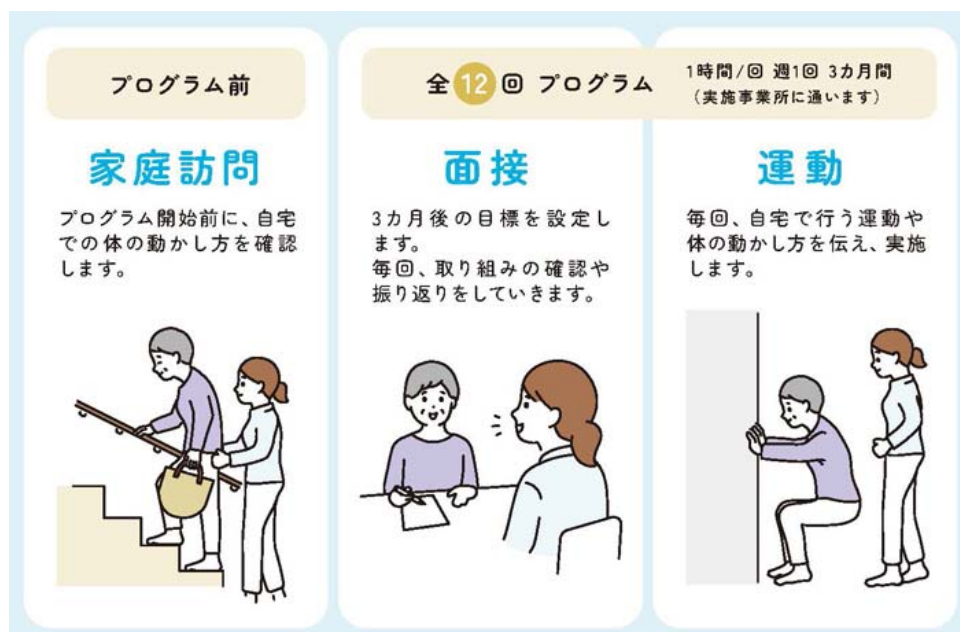 プログラム前
全12回 プログラム
1時間/回 週1回 3カ月間
（実施事業所に通います）
家庭訪問
プログラム開始前に、自宅
での体の動かし方を確認
します。
面接
3カ月後の目標を設定し
ます。
毎回、取り組みの確認や
振り返りをしていきます。
運動
毎回、自宅で行う運動や
体の動かし方を伝え、実施
します。